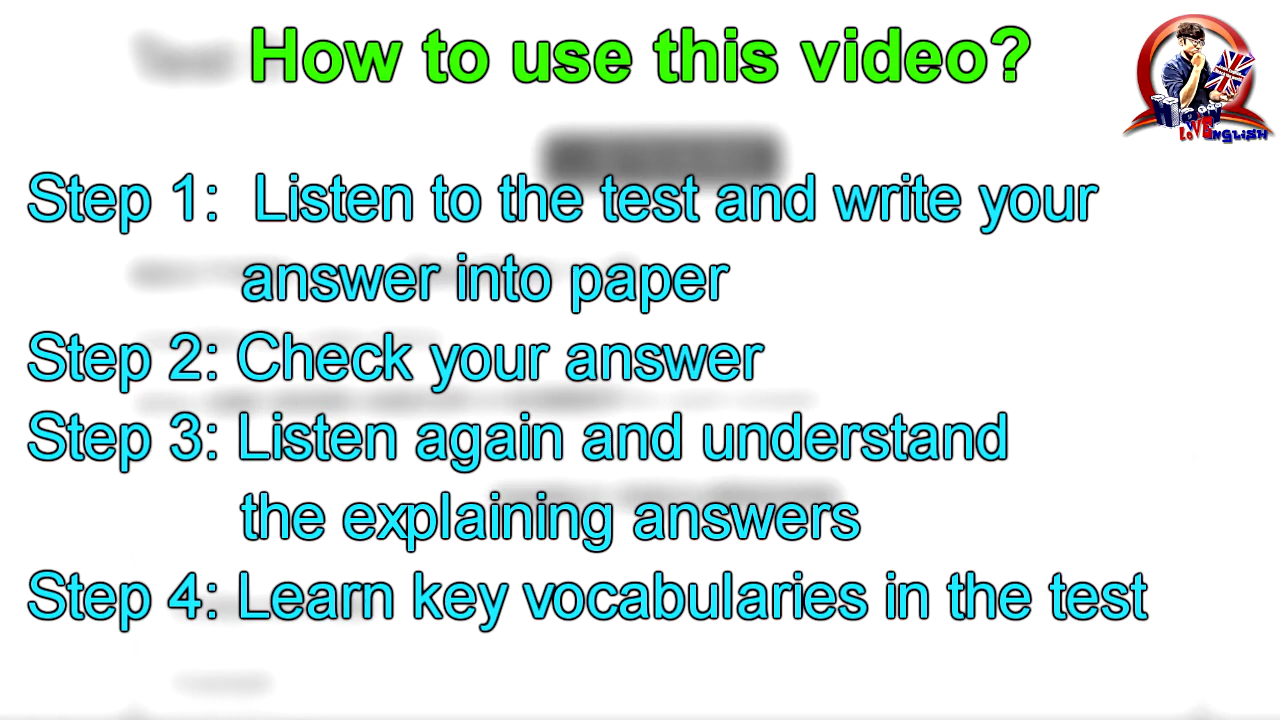 How to use this video?
Step 1: Listen to the test and write your
answer into paper
Step 2: Check your answer
Step 3: Listen again and understand
the explaining answers
Step 4: Learn key vocabularies in the test
LoVE ENGLISH